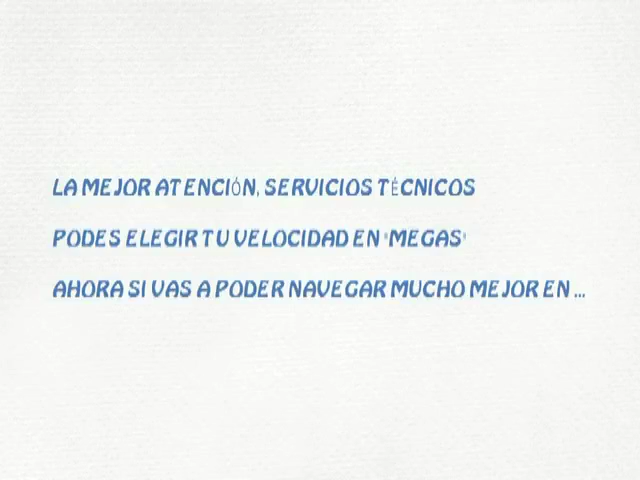 LA MEJOR ATENCIÓN, SERVICIOS TÉCNICOS
PODES ELEGIR TU VELOCIDAD EN "MEGAS"
AHORA SI VAS A PODER NAVEGAR MUCHO MEJOR EN ...